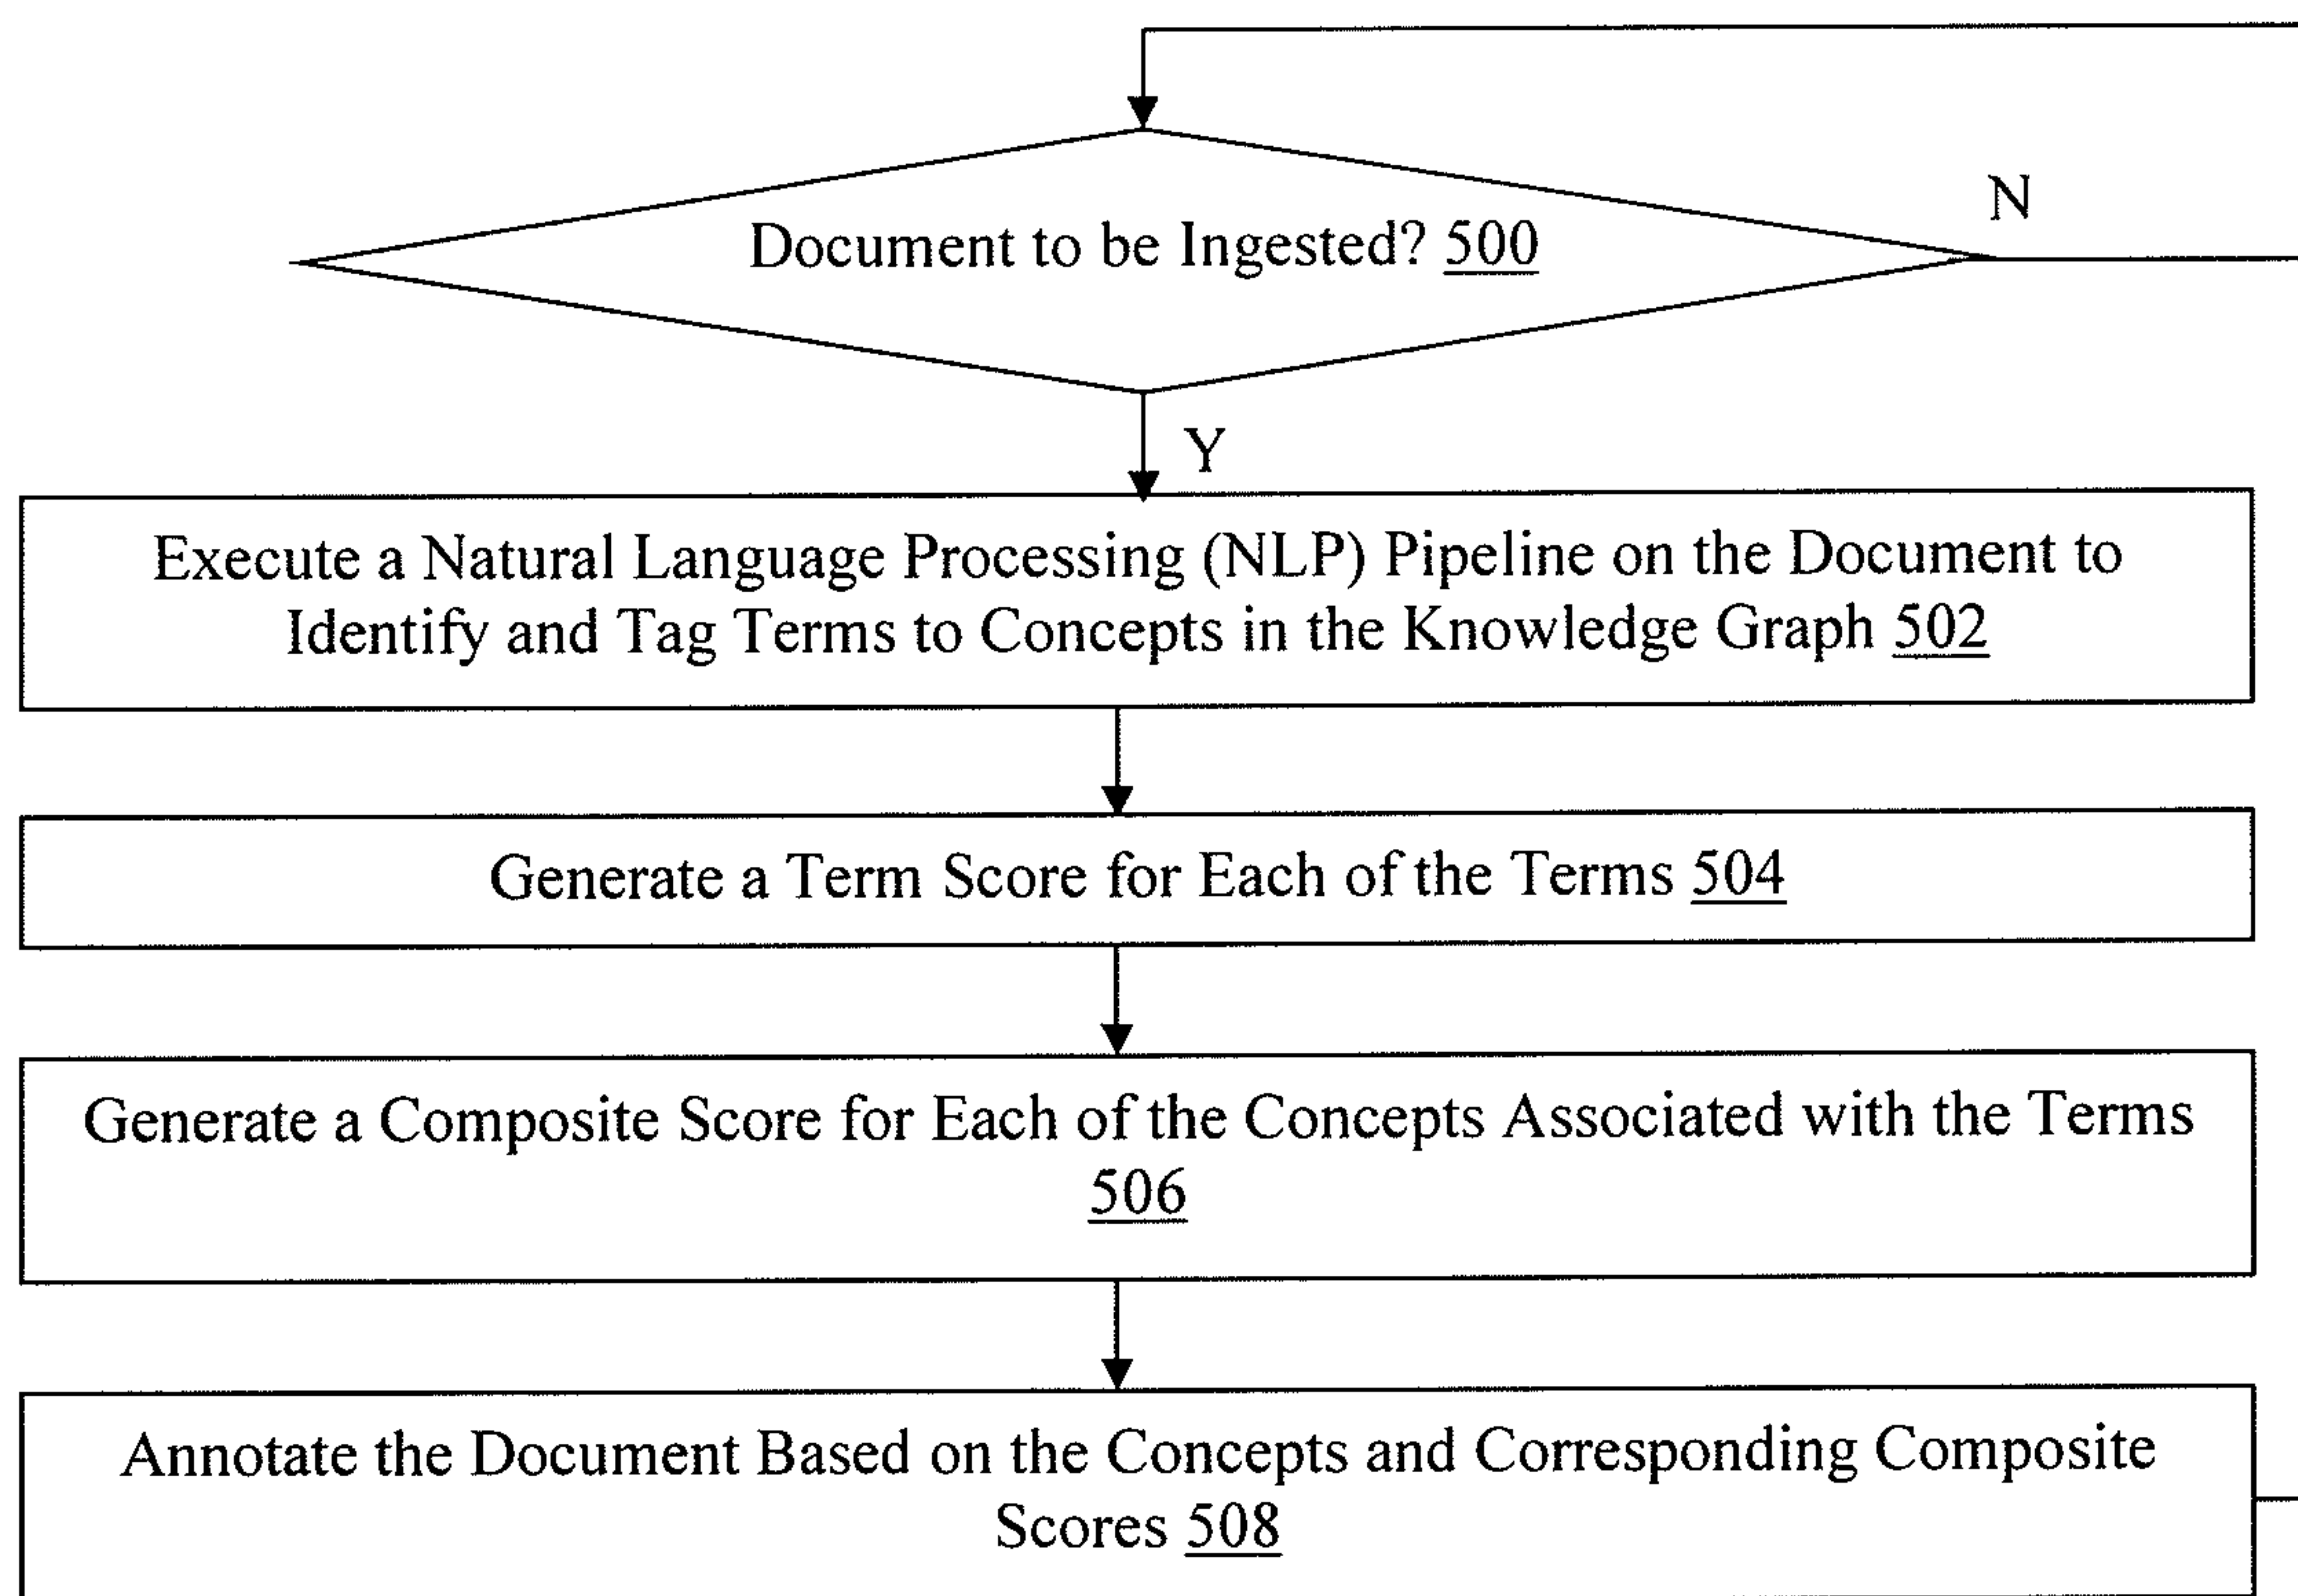 Document to be Ingested? 500
N
Y
Execute a Natural Language Processing (NLP) Pipeline on the Document to
Identify and Tag Terms to Concepts in the Knowledge Graph 502
Generate a Term Score for Each of the Terms 504
Generate a Composite Score for Each of the Concepts Associated with the Terms
506
Annotate the Document Based on the Concepts and Corresponding Composite
Scores 508